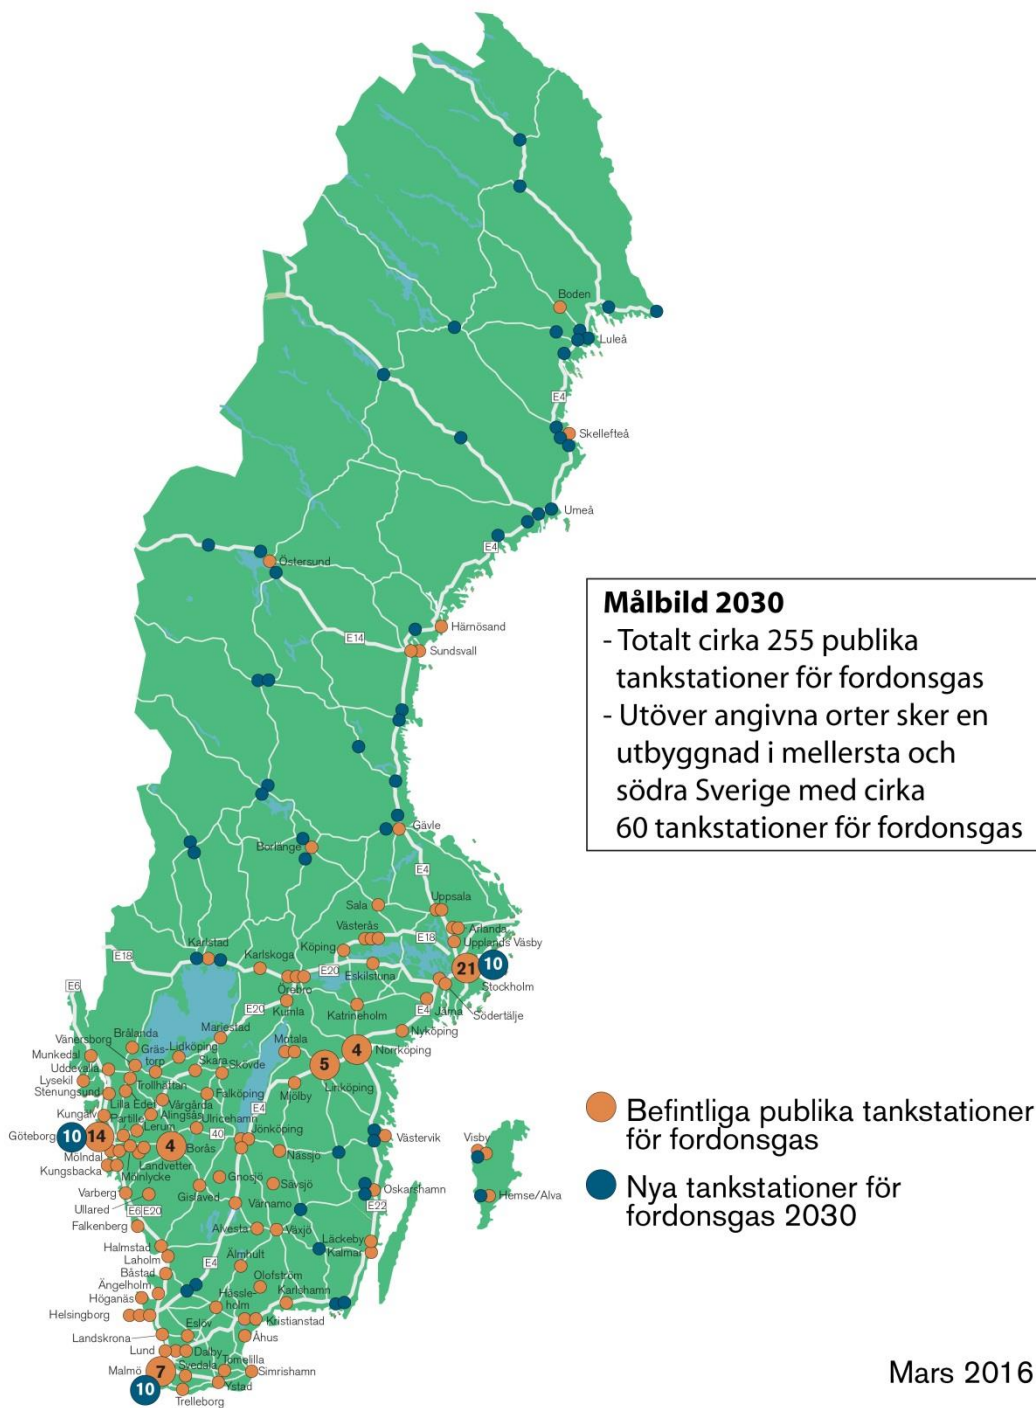 Boden
Luleå
E4
Skellefteå
Umeå
E4
Östersund
Härnösand
E14
Sundsvall
Målbild 2030
- Totalt cirka 255 publika
tankstationer för fordonsgas
- Utöver angivna orter sker en
utbyggnad i mellersta och
södra Sverige med cirka
60 tankstationer för fordonsgas
Gävle
Borlänge
E4
Uppsala
Sala
Västerås
Arlanda
E18
Upplands Väsby
Karlstad
Köping
E18
Karlskoga
E20
Eskilstuna
21
10
Stockholm
E6
Örebro
Kumla
E20
Katrineholm
E4
Järna
Södertälje
Nyköping
Mariestad
Brålanda
Vänersborg
Gräs-
torp
Lidköping
Motala
4
Norrköping
Munkedal
Uddevalla
Skara
Skövde
5
Linköping
Lysekil
Trollhättan
Stenungsund
Lilla Edet
Vårgårda
Falköping
Mjölby
Kungälv
Partille
Alingsås
Ulricehamn
E4
Göteborg
10
14
Lerum
40
Jönköping
Västervik
Visby
Mölndal
4
Borås
Nässjö
Kungsbacka
Landvetter
Mölnlycke
Gnosjö
Sävsjö
Oskarshamn
Hemse/Alva
Varberg
Gislaved
Ullared
Värnamo
E6
E20
E22
Falkenberg
Alvesta
Växjö
Läckeby
Halmstad
Kalmar
Laholm
E4
Älmhult
Båstad
Ängelholm
Olofström
Höganäs
Hässle-
holm
Karlshamn
Helsingborg
Kristianstad
Landskrona
Eslöv
Åhus
Lund
Dalby
Malmö
7
Svedala
Tomelilla
Simrishamn
10
Ystad
Trelleborg
Befintliga publika tankstationer
för fordonsgas
Nya tankstationer för
fordonsgas 2030
Mars 2016